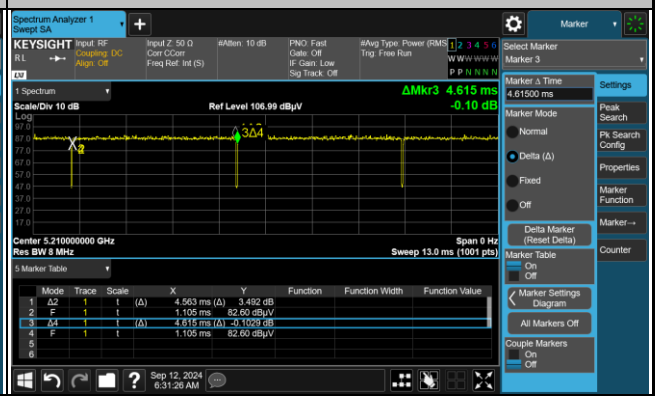 Spectrum Analyzer 1
Swept SA
Marker
KEYSIGHT
RL
Input: RF
Coupling: DC
Align: Off
Input Z: 50 Ω
Corr CCorr
Freq Ref: Int (S)
#Atten: 10 dB
PNO: Fast
Gate: Off
IF Gain: Low
Sig Track: Off
#Avg Type: Power (RMS
Trig: Free Run
1 2 3 4 5 6
W W W W W W
P P N N N N
Select Marker
Marker 3
LXI
1 Spectrum
ΔMkr3 4.615 ms
-0.10 dB
Scale/Div 10 dB
Ref Level 106.99 dBµV
Log
97.0
87.0
77.0
67.0
57.0
47.0
37.0
27.0
17.0
3Δ4
Center 5.210000000 GHz
Span 0 Hz
Res BW 8 MHz
Sweep 13.0 ms (1001 pts)
5 Marker Table
Mode Trace Scale X Y Function Function Width Function Value
1 Δ2 1 t (Δ) 4.563 ms (Δ) 3.492 dB
2 F 1 t 1.105 ms 82.60 dBµV
3 Δ4 1 t (Δ) 4.615 ms (Δ) -0.1029 dB
4 F 1 t 1.105 ms 82.60 dBµV
5
6
Marker Δ Time
4.61500 ms
Marker Mode
Normal
Delta (Δ)
Fixed
Off
Delta Marker
(Reset Delta)
Marker Table
On
Off
Marker Settings
Diagram
All Markers Off
Couple Markers
On
Off
Settings
Peak
Search
Pk Search
Config
Properties
Marker
Function
Marker→
Counter
?
Sep 12, 2024
6:31:26 AM